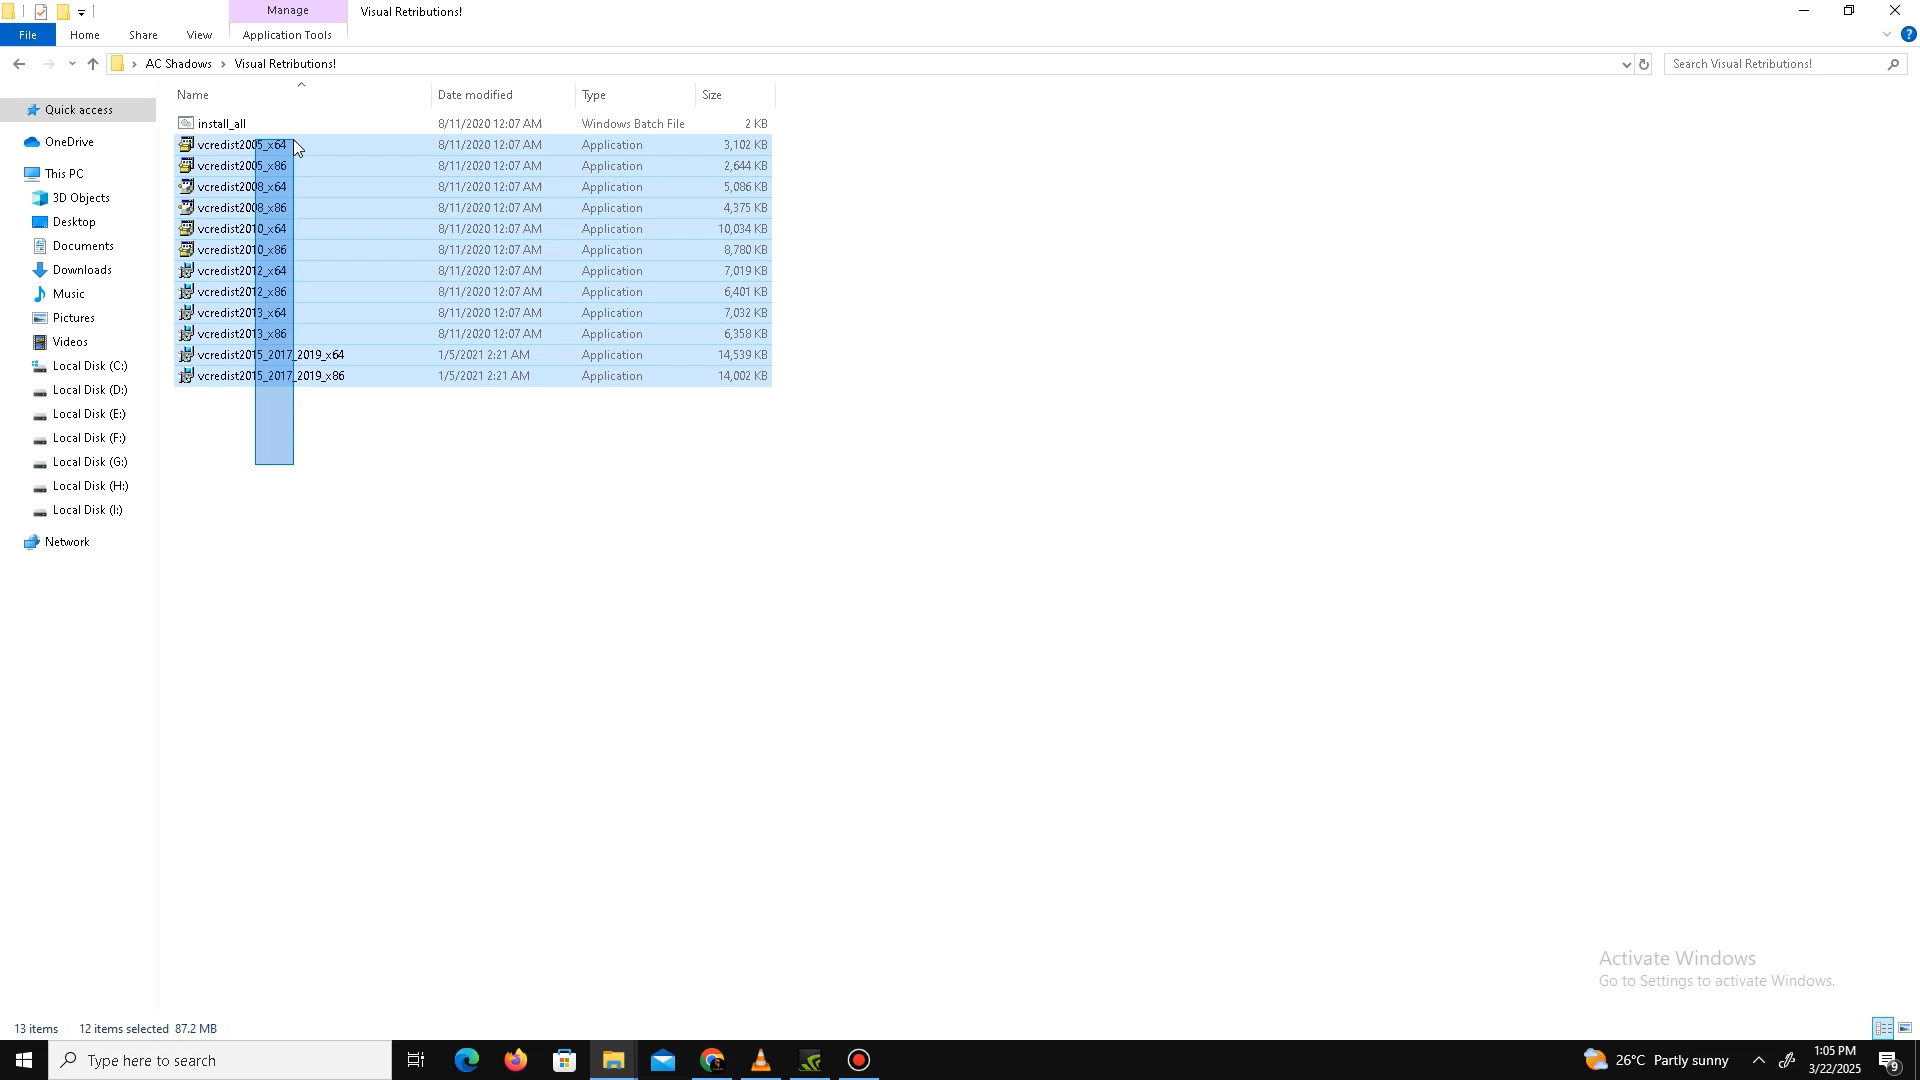 Manage
Visual Retributions!
File
Home
Share
View
Application Tools
AC Shadows
Visual Retributions!
Search Visual Retributions!
Name
Date modified
Type
Size
Quick access
OneDrive
This PC
3D Objects
Desktop
Documents
Downloads
Music
Pictures
Videos
Local Disk (C:)
Local Disk (D:)
Local Disk (E:)
Local Disk (F:)
Local Disk (G:)
Local Disk (H:)
Local Disk (I:)
Network
install_all 8/11/2020 12:07 AM Windows Batch File 2 KB
vcredist2005_x64 8/11/2020 12:07 AM Application 3,102 KB
vcredist2005_x86 8/11/2020 12:07 AM Application 2,644 KB
vcredist2008_x64 8/11/2020 12:07 AM Application 5,086 KB
vcredist2008_x86 8/11/2020 12:07 AM Application 4,375 KB
vcredist2010_x64 8/11/2020 12:07 AM Application 10,034 KB
vcredist2010_x86 8/11/2020 12:07 AM Application 8,780 KB
vcredist2012_x64 8/11/2020 12:07 AM Application 7,019 KB
vcredist2012_x86 8/11/2020 12:07 AM Application 6,401 KB
vcredist2013_x64 8/11/2020 12:07 AM Application 7,032 KB
vcredist2013_x86 8/11/2020 12:07 AM Application 6,358 KB
vcredist2015_2017_2019_x64 1/5/2021 2:21 AM Application 14,539 KB
vcredist2015_2017_2019_x86 1/5/2021 2:21 AM Application 14,002 KB
Activate Windows
Go to Settings to activate Windows.
13 items
12 items selected 87.2 MB
Type here to search
26°C Partly sunny
1:05 PM
3/22/2025
9